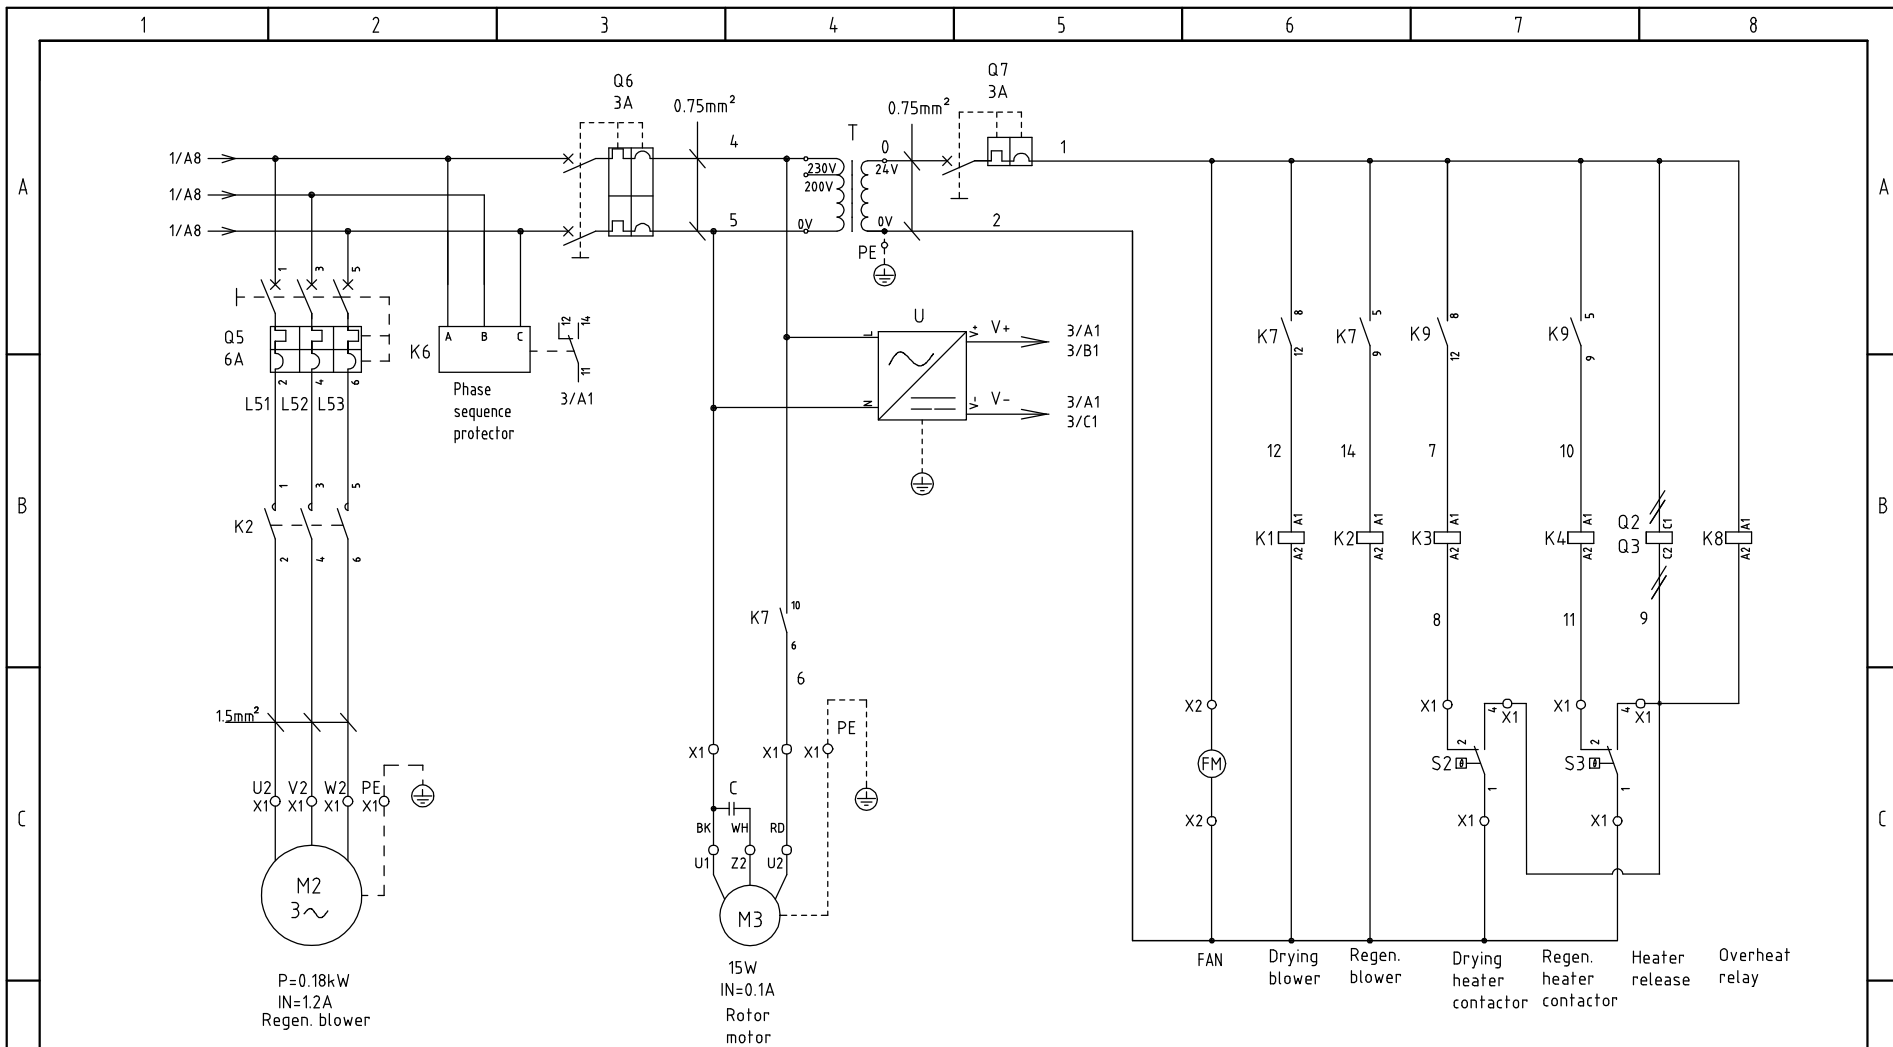 1 2 3 4 5 6 7 8
A
B
C
A
B
C
1/A8
1/A8
1/A8
Q5
6A
1 3 5
2 4 6
L51 L52 L53
K2
1 3 5
2 4 6
1.5mm²
U2 V2 W2 PE
X1 X1 X1 X1
M2
3
P=0.18kW
IN=1.2A
Regen. blower
K6
A B C
Phase
sequence
protector
12 14
11
3/A1
Q6
3A
0.75mm²
4
5
T
230V
200V
0V
0
24V
0V
PE
0.75mm²
Q7
3A
1
2
U
L
N
V+
V-
V+
V-
3/A1
3/B1
3/A1
3/C1
K7
10
6
6
X1 X1 X1
PE
C
BK WH RD
U1 Z2 U2
M3
15W
IN=0.1A
Rotor
motor
X2
FM
X2
FAN
K7
8
12
12
K1
A1
A2
Drying
blower
K7
5
9
14
K2
A1
A2
Regen.
blower
K9
8
12
7
K3
A1
A2
8
X1
4
X1
2
S2
1
X1
Drying
heater
contactor
K9
5
9
10
K4
A1
A2
11
X1
4
X1
2
S3
1
X1
Regen.
heater
contactor
Q2
Q3
C1
C2
9
Heater
release
K8
A1
A2
Overheat
relay